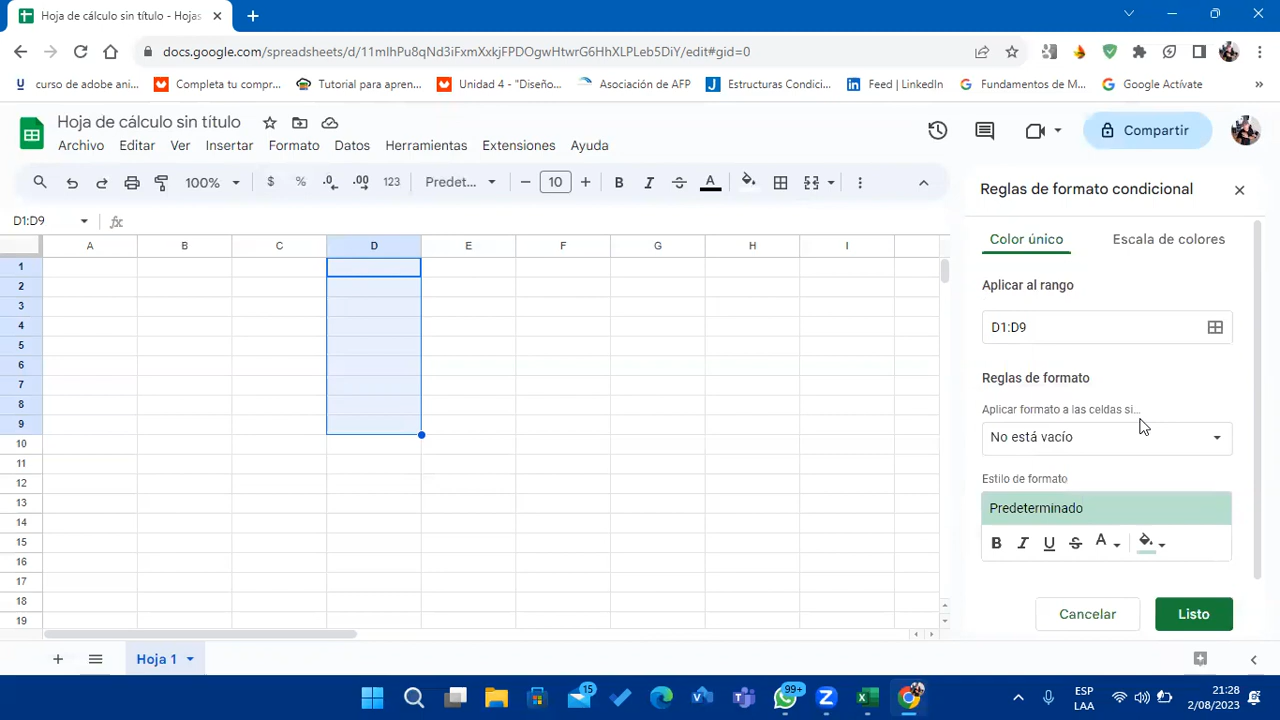 Hoja de cálculo sin título - Hojas
docs.google.com/spreadsheets/d/11mIhPu8qNd3iFxmXxkjFPDOgwHtwrG6HhXLPLeb5DiY/edit#gid=0
U curso de adobe ani... Completa tu compr... Tutorial para apren... Unidad 4 - "Diseño... Asociación de AFP J Estructuras Condici... in Feed | LinkedIn G Fundamentos de M... G Google Actívate »
Hoja de cálculo sin título
Compartir
Archivo Editar Ver Insertar Formato Datos Herramientas Extensiones Ayuda
100% $ % .0 .00 123 Predet... − 10 + B I S A
D1:D9 fx
A B C D E F G H I
1
2
3
4
5
6
7
8
9
10
11
12
13
14
15
16
17
18
19
Hoja 1
Reglas de formato condicional
Color único Escala de colores
Aplicar al rango
D1:D9
Reglas de formato
Aplicar formato a las celdas si...
No está vacío
Estilo de formato
Predeterminado
B I U S A
Cancelar Listo
15 99+ ESP
LAA
21:28
2/08/2023